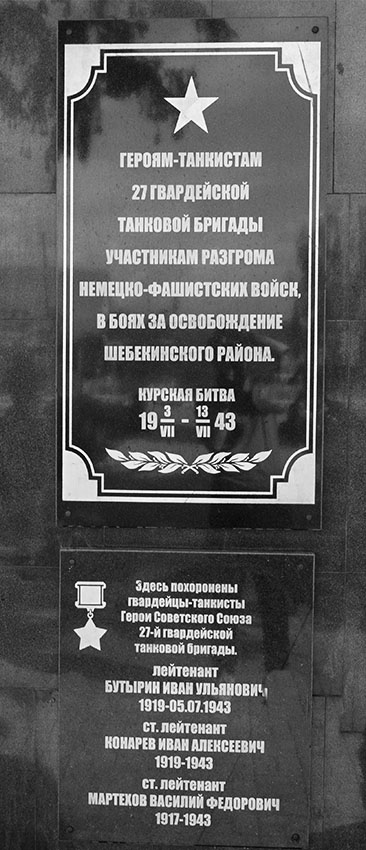 ГЕРОЯМ-ТАНКИСТАМ
27 ГВАРДЕЙСКОЙ
ТАНКОВОЙ БРИГАДЫ
УЧАСТНИКАМ РАЗГРОМА
НЕМЕЦКО-ФАШИСТСКИХ ВОЙСК,
В БОЯХ ЗА ОСВОБОЖДЕНИЕ
ШЕБЕКИНСКОГО РАЙОНА.
КУРСКАЯ БИТВА
19 3/VII - 13/VII 43
Здесь похоронены
гвардейцы-танкисты
Герои Советского Союза
27-й гвардейской
танковой бригады.
лейтенант
БУТЫРИН ИВАН УЛЬЯНОВИЧ
1919-05.07.1943
ст. лейтенант
КОНАРЕВ ИВАН АЛЕКСЕЕВИЧ
1919-1943
ст. лейтенант
МАРТЕХОВ ВАСИЛИЙ ФЕДОРОВИЧ
1917-1943